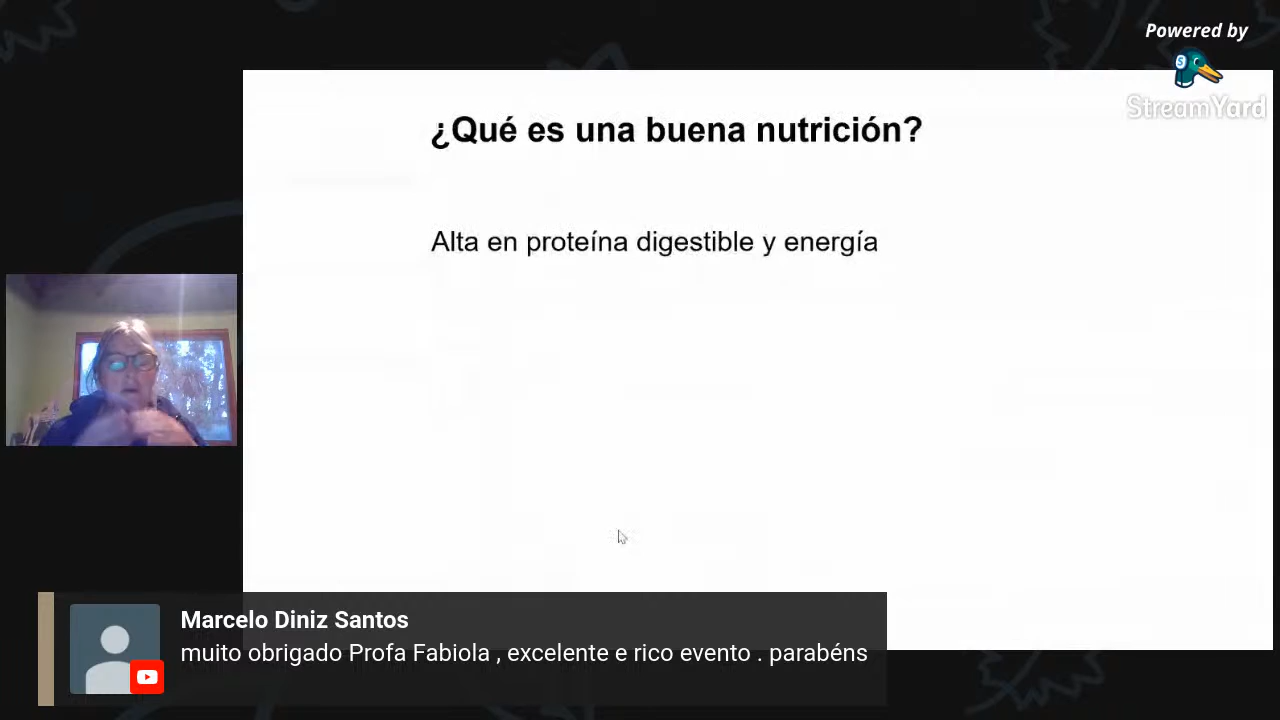 Powered by
StreamYard
¿Qué es una buena nutrición?
Alta en proteína digestible y energía
Marcelo Diniz Santos
muito obrigado Profa Fabiola , excelente e rico evento . parabéns